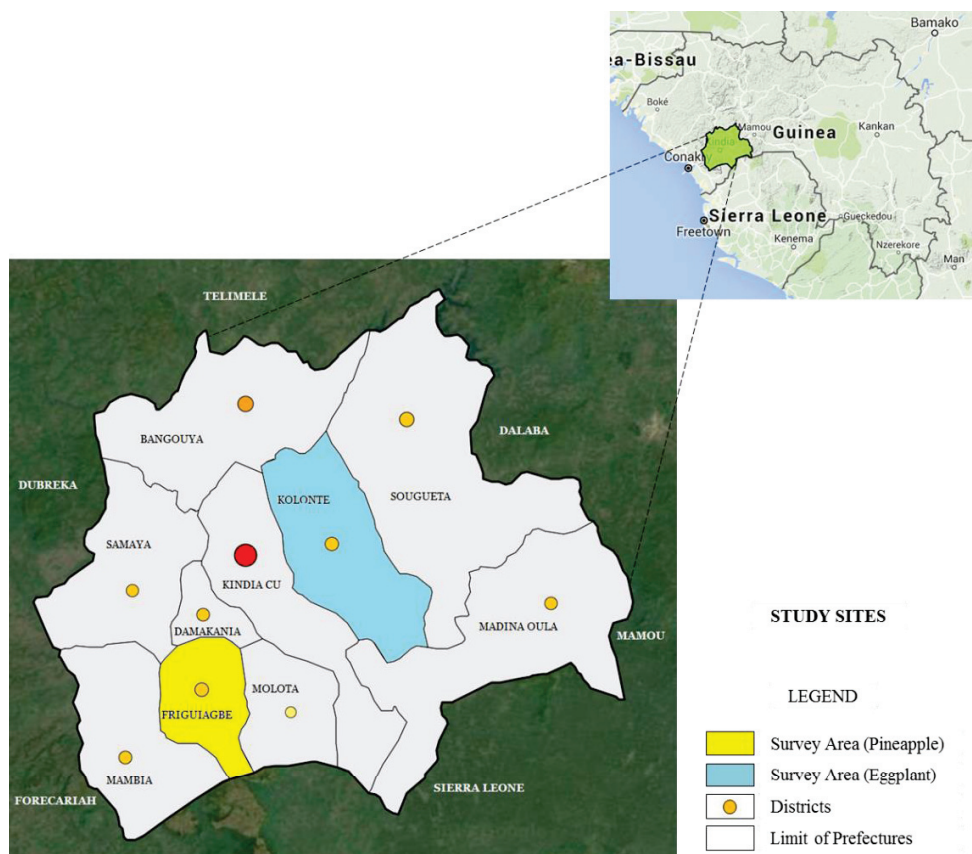 Bamako
ea-Bissau
Boké
Mamou
Guinea
Kankan
Kindia
Conakry
Sierra Leone
Gueckedou
Freetown
Kenema
Nzerekore
Man
TELIMELE
DALABA
BANGOUYA
DUBREKA
KOLONTE
SOUGUETA
SAMAYA
KINDIA CU
DAMAKANIA
MADINA OULA
MAMOU
MOLOTA
FRIGUIAGBE
MAMBIA
FORECARIAH
SIERRA LEONE
STUDY SITES
LEGEND
Survey Area (Pineapple)
Survey Area (Eggplant)
Districts
Limit of Prefectures